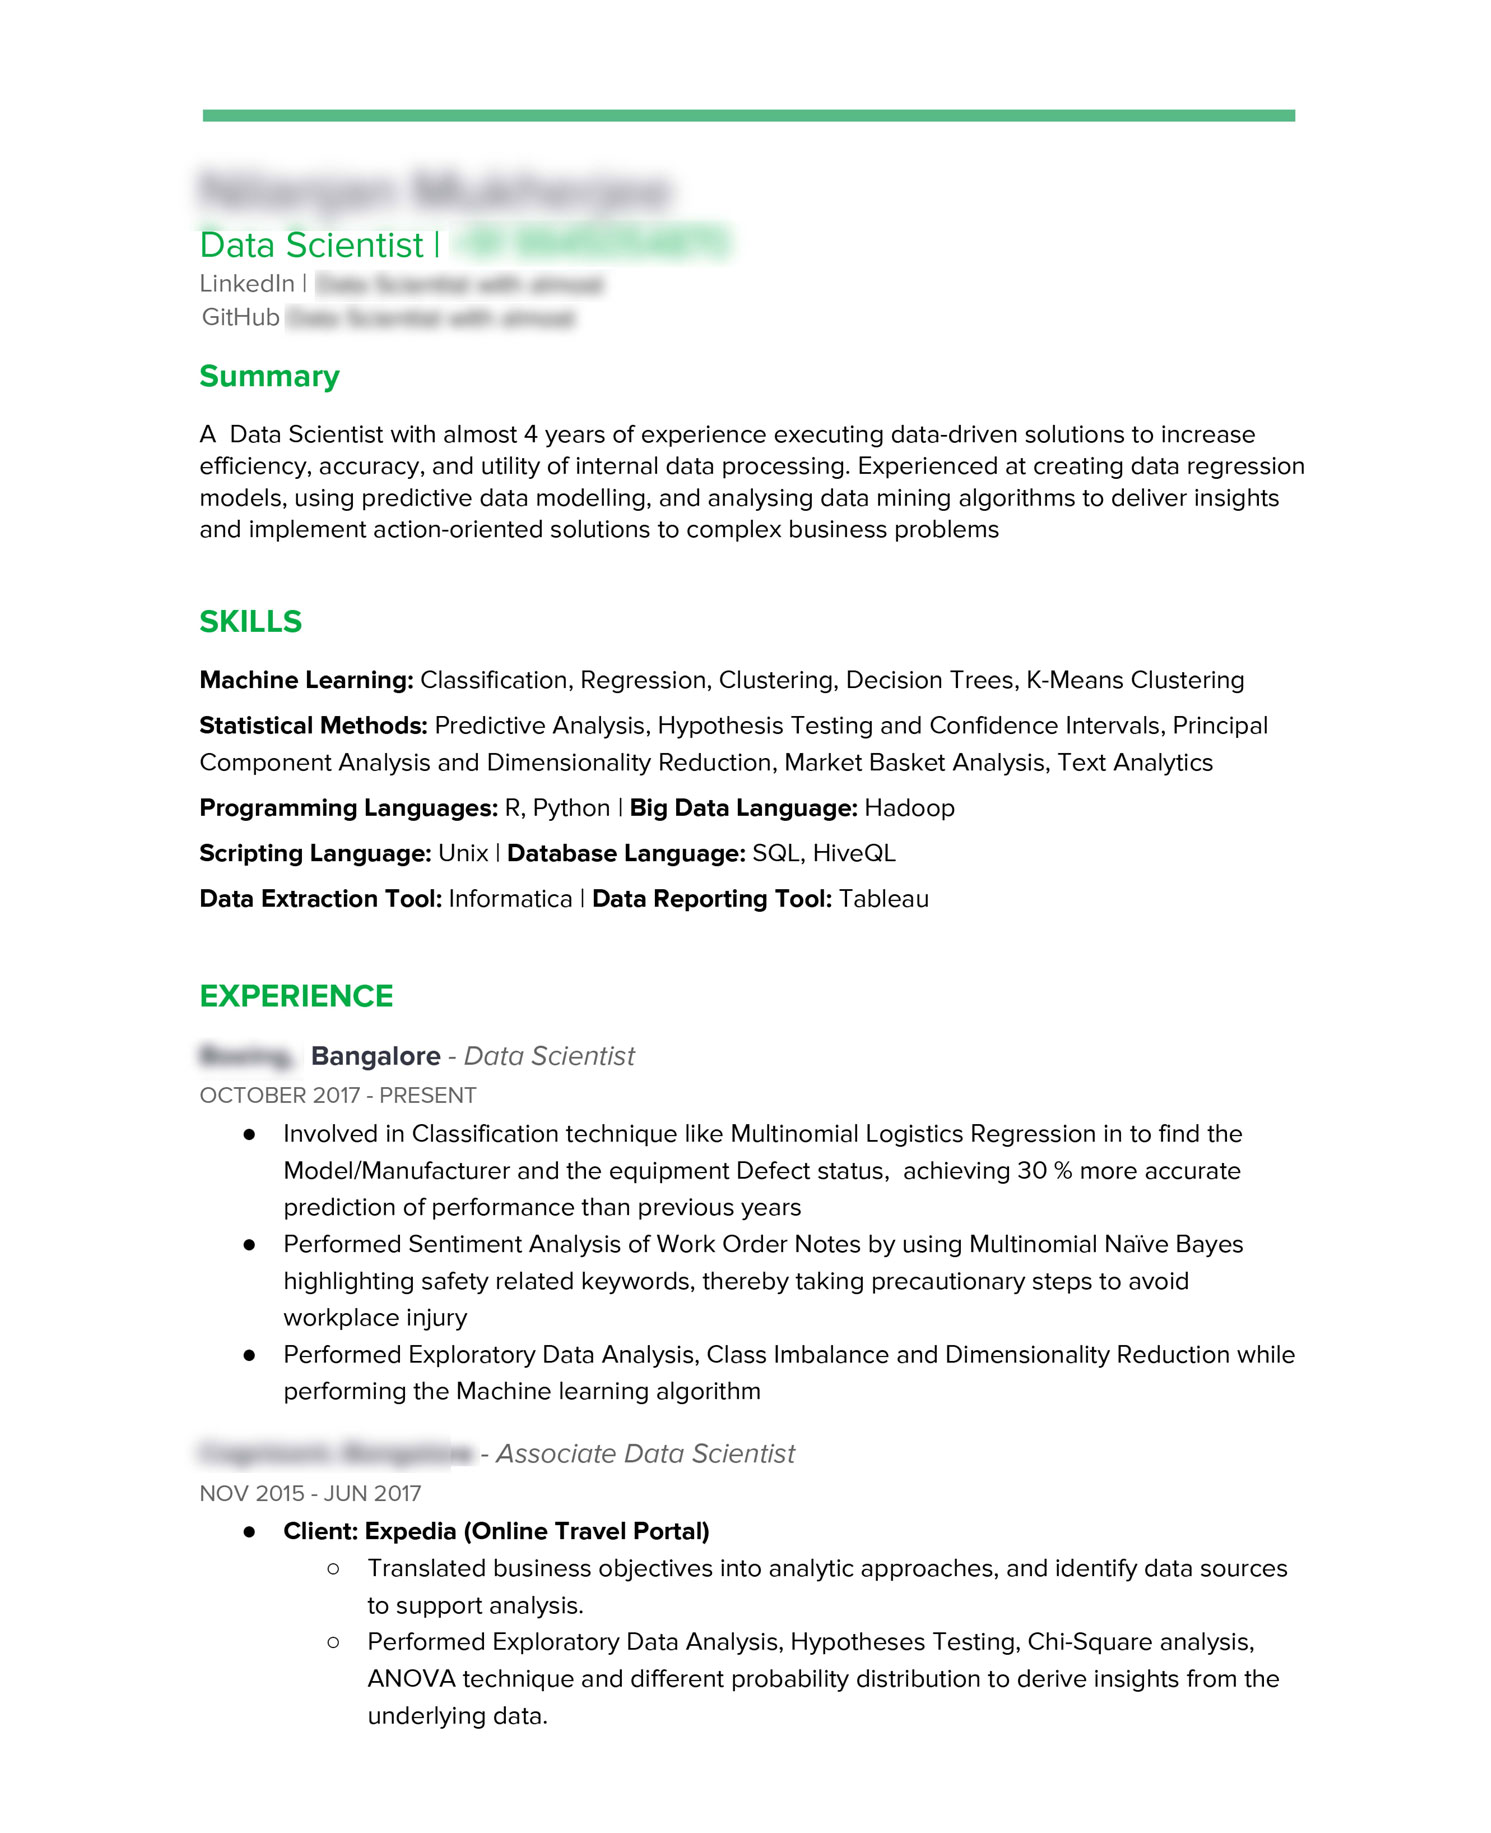 Data Scientist |
LinkedIn |
GitHub
Summary
A  Data Scientist with almost 4 years of experience executing data-driven solutions to increase
efficiency, accuracy, and utility of internal data processing. Experienced at creating data regression
models, using predictive data modelling, and analysing data mining algorithms to deliver insights
and implement action-oriented solutions to complex business problems
SKILLS
Machine Learning: Classification, Regression, Clustering, Decision Trees, K-Means Clustering
Statistical Methods: Predictive Analysis, Hypothesis Testing and Confidence Intervals, Principal
Component Analysis and Dimensionality Reduction, Market Basket Analysis, Text Analytics
Programming Languages: R, Python | Big Data Language: Hadoop
Scripting Language: Unix | Database Language: SQL, HiveQL
Data Extraction Tool: Informatica | Data Reporting Tool: Tableau
EXPERIENCE
Bangalore - Data Scientist
OCTOBER 2017 - PRESENT
● Involved in Classification technique like Multinomial Logistics Regression in to find the
Model/Manufacturer and the equipment Defect status,  achieving 30 % more accurate
prediction of performance than previous years
● Performed Sentiment Analysis of Work Order Notes by using Multinomial Naïve Bayes
highlighting safety related keywords, thereby taking precautionary steps to avoid
workplace injury
● Performed Exploratory Data Analysis, Class Imbalance and Dimensionality Reduction while
performing the Machine learning algorithm
- Associate Data Scientist
NOV 2015 - JUN 2017
● Client: Expedia (Online Travel Portal)
○ Translated business objectives into analytic approaches, and identify data sources
to support analysis.
○ Performed Exploratory Data Analysis, Hypotheses Testing, Chi-Square analysis,
ANOVA technique and different probability distribution to derive insights from the
underlying data.